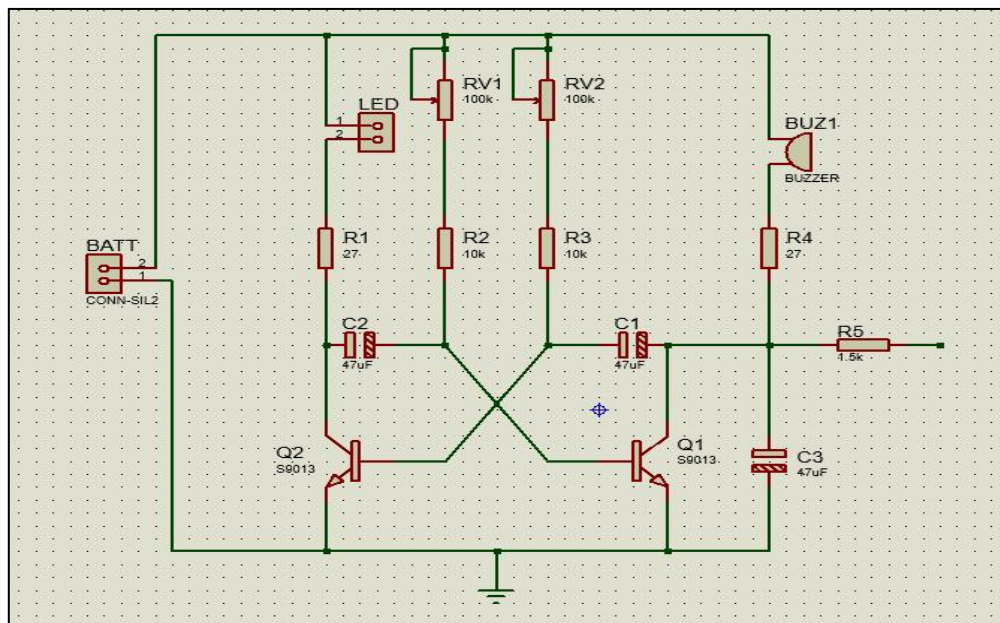 RV1
100k
RV2
100k
LED
1
2
BUZ1
BUZZER
R1
27
R2
10k
R3
10k
R4
27
BATT
2
1
CONN-SIL2
C2
47uF
C1
47uF
R5
1.5k
Q2
S9013
Q1
S9013
C3
47uF